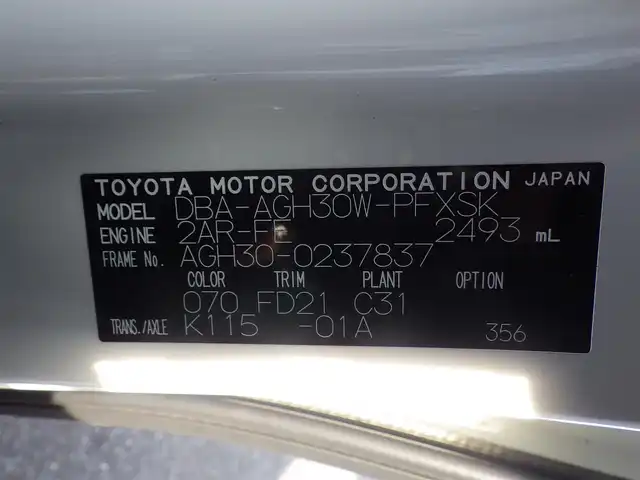 TOYOTA MOTOR CORPORATION JAPAN
MODEL DBA-AGH30W-PFXSK
ENGINE 2AR-FE 2493 mL
FRAME No. AGH30-0237837
COLOR TRIM PLANT OPTION
070 FD21 C31
TRANS./AXLE K115 -01A 356